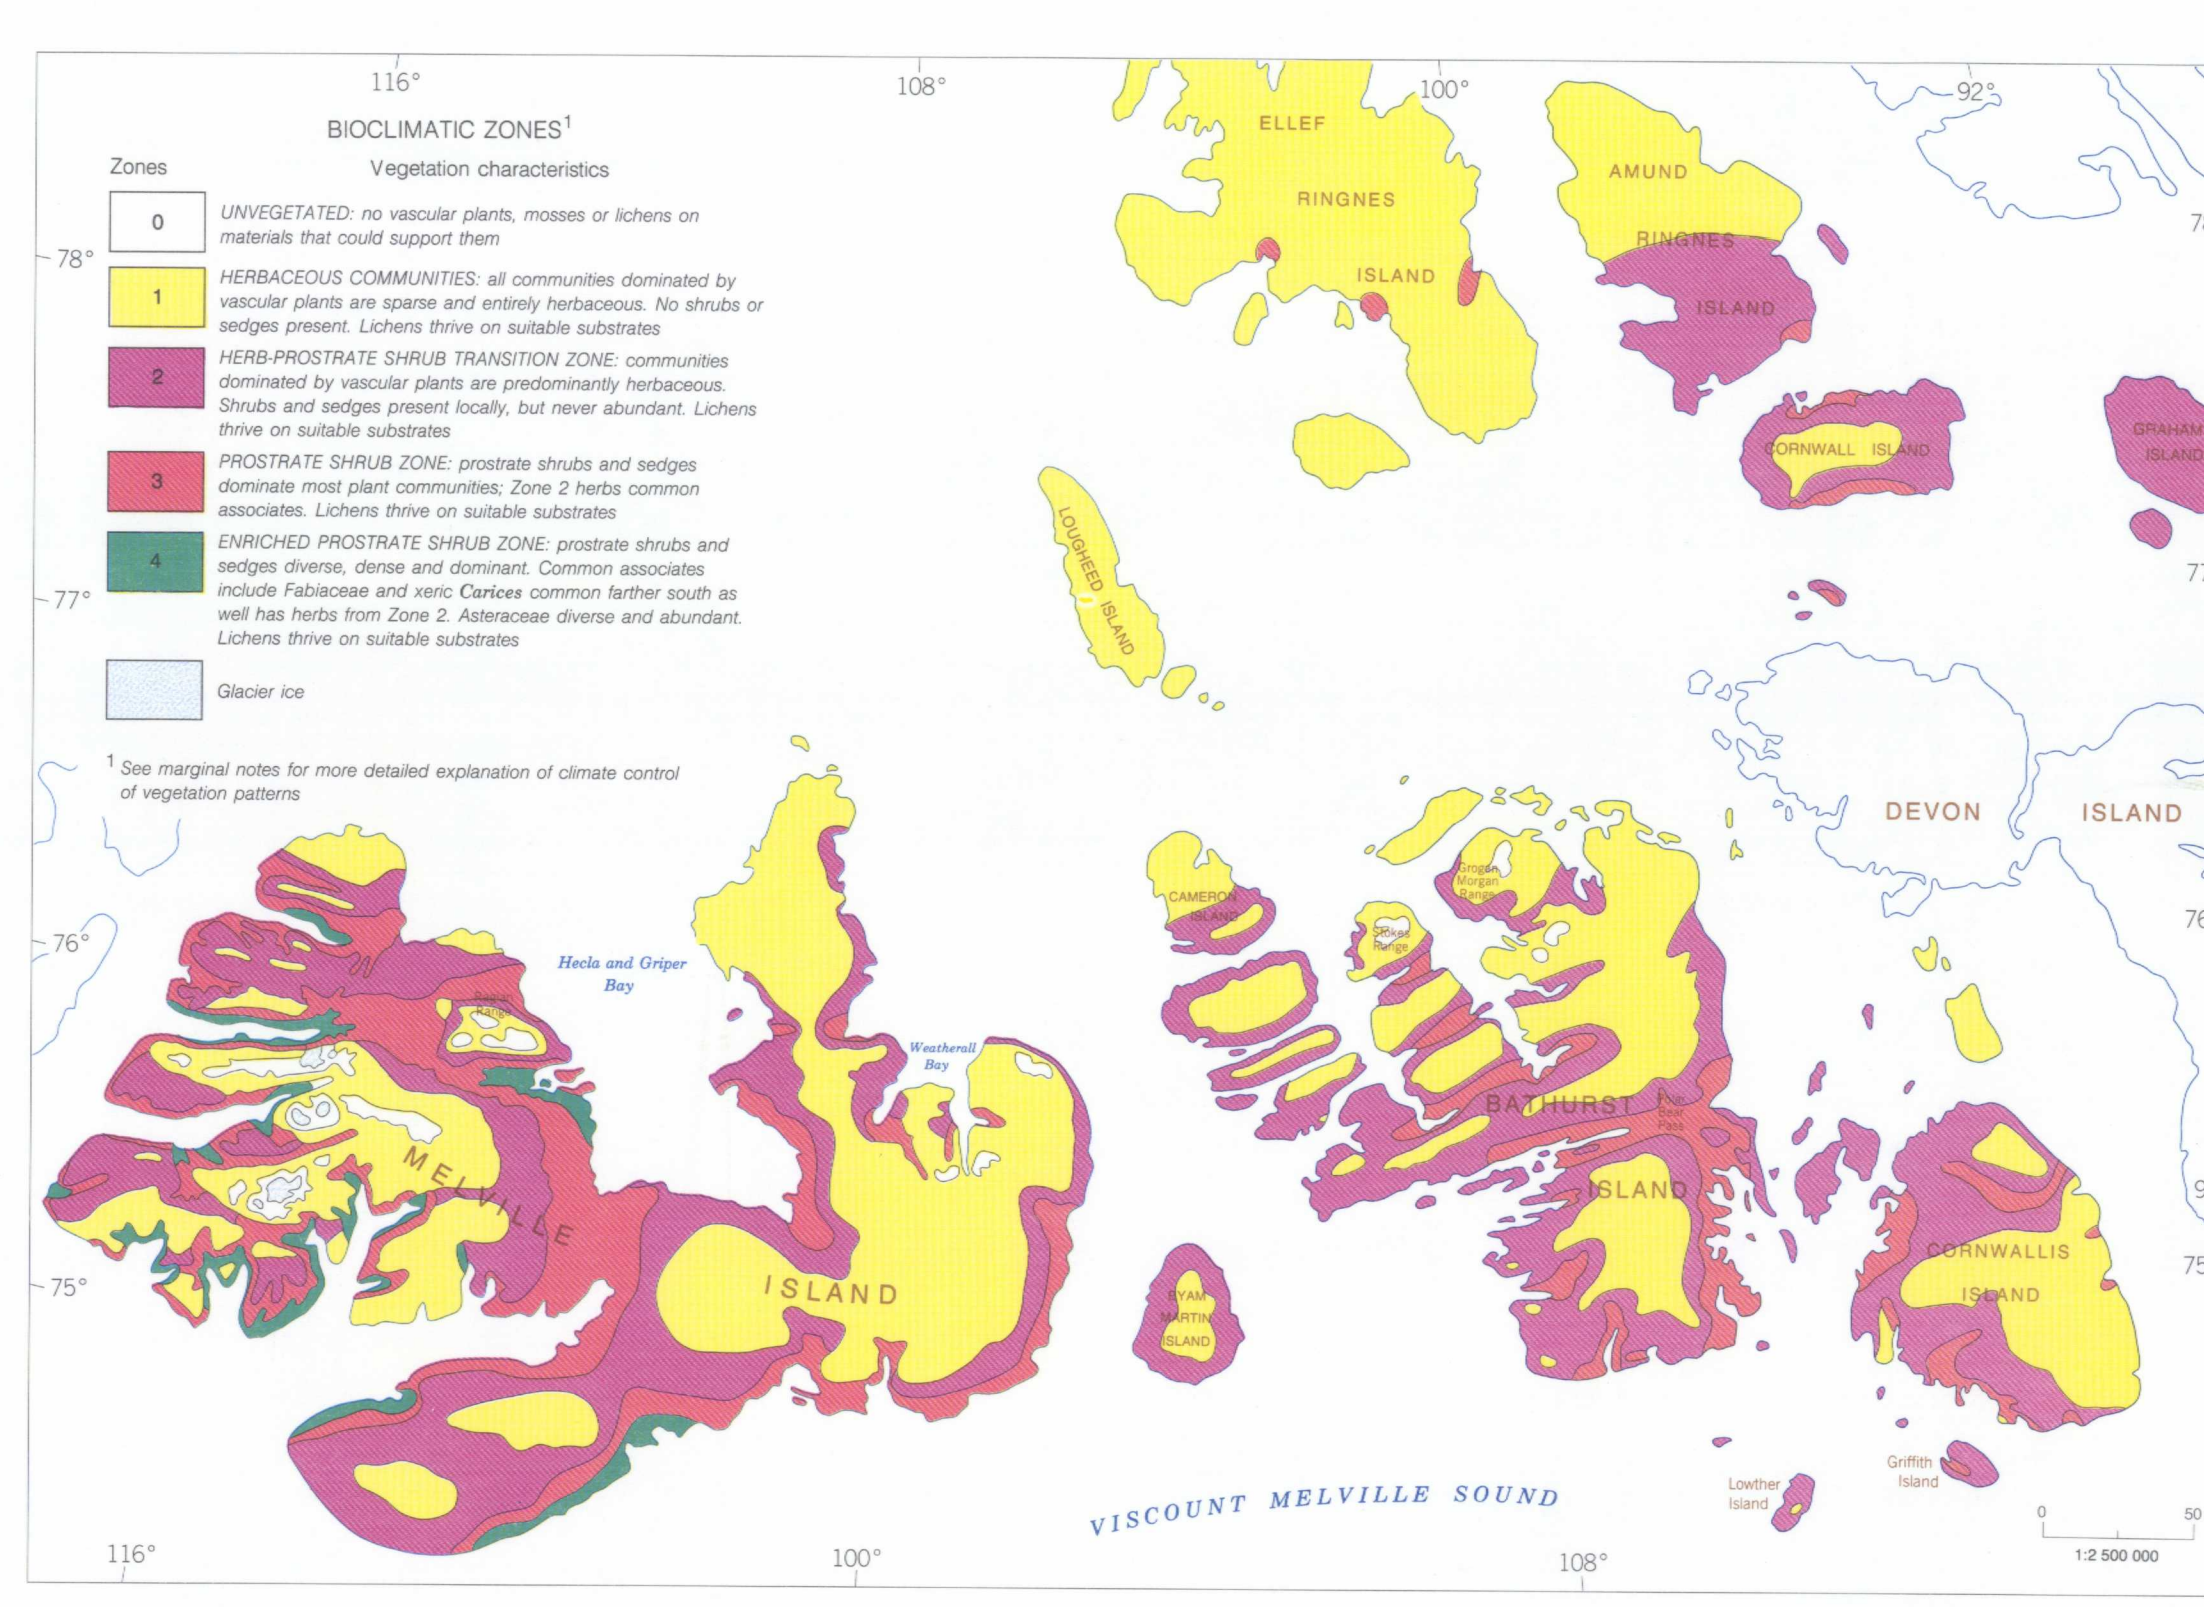 116°
108°
100°
92°
BIOCLIMATIC ZONES1
Zones
Vegetation characteristics
0
UNVEGETATED: no vascular plants, mosses or lichens on
materials that could support them
1
HERBACEOUS COMMUNITIES: all communities dominated by
vascular plants are sparse and entirely herbaceous. No shrubs or
sedges present. Lichens thrive on suitable substrates
2
HERB-PROSTRATE SHRUB TRANSITION ZONE: communities
dominated by vascular plants are predominantly herbaceous.
Shrubs and sedges present locally, but never abundant. Lichens
thrive on suitable substrates
3
PROSTRATE SHRUB ZONE: prostrate shrubs and sedges
dominate most plant communities; Zone 2 herbs common
associates. Lichens thrive on suitable substrates
4
ENRICHED PROSTRATE SHRUB ZONE: prostrate shrubs and
sedges diverse, dense and dominant. Common associates
include Fabiaceae and xeric Carices common farther south as
well has herbs from Zone 2. Asteraceae diverse and abundant.
Lichens thrive on suitable substrates
Glacier ice
1 See marginal notes for more detailed explanation of climate control
of vegetation patterns
78°
77°
76°
75°
ELLEF
RINGNES
ISLAND
AMUND
RINGNES
ISLAND
CORNWALL ISLAND
GRAHAM
ISLAND
LOUGHEED ISLAND
DEVON ISLAND
CAMERON
ISLAND
Grogan
Morgan
Range
Stokes
Range
Hecla and Griper
Bay
Range
Weatherall
Bay
MELVILLE
ISLAND
BATHURST
ISLAND
Polar
Bear
Pass
BYAM
MARTIN
ISLAND
CORNWALLIS
ISLAND
Griffith
Island
Lowther
Island
VISCOUNT MELVILLE SOUND
0
50
1:2 500 000
116°
100°
108°
78
77
76
9
75